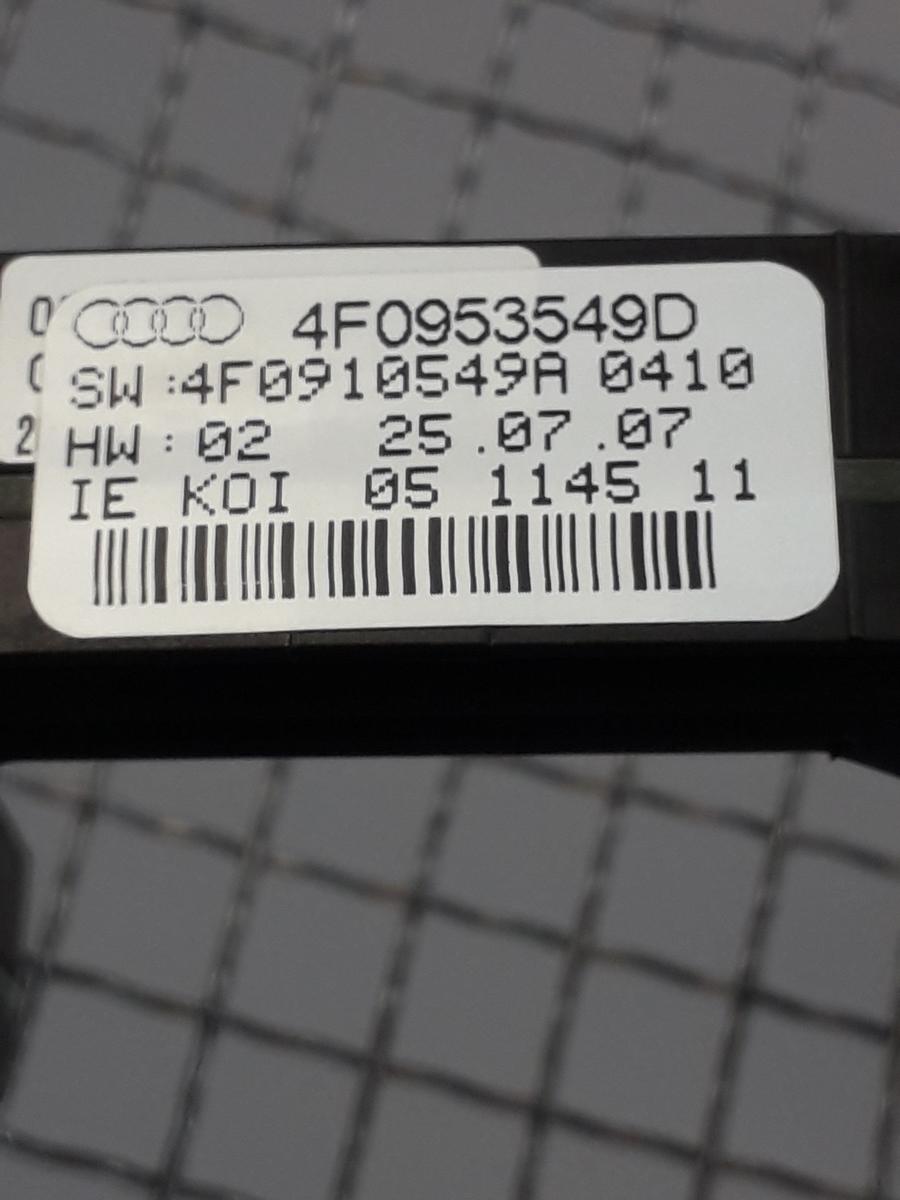 4F0953549D
SW :4F0910549A 0410
HW : 02 25 .07 .07
IE KOI 05 1145 11